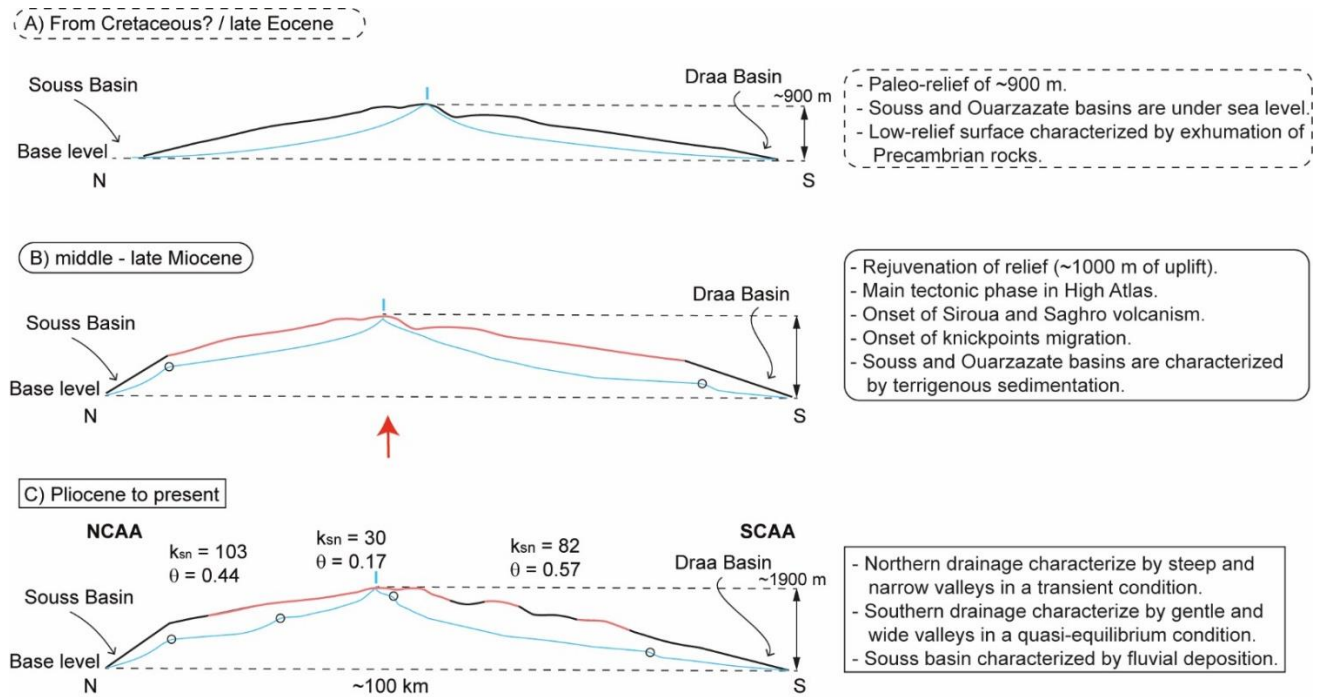 A) From Cretaceous? / late Eocene
Souss Basin
Draa Basin
~900 m
Base level
N
S
- Paleo-relief of ~900 m.
- Souss and Ouarzazate basins are under sea level.
- Low-relief surface characterized by exhumation of
Precambrian rocks.
B) middle - late Miocene
Souss Basin
Draa Basin
Base level
N
S
- Rejuvenation of relief (~1000 m of uplift).
- Main tectonic phase in High Atlas.
- Onset of Siroua and Saghro volcanism.
- Onset of knickpoints migration.
- Souss and Ouarzazate basins are characterized
by terrigenous sedimentation.
C) Pliocene to present
NCAA
SCAA
ksn = 103
θ = 0.44
ksn = 30
θ = 0.17
ksn = 82
θ = 0.57
Souss Basin
Draa Basin
~1900 m
Base level
N
~100 km
S
- Northern drainage characterize by steep and
narrow valleys in a transient condition.
- Southern drainage characterize by gentle and
wide valleys in a quasi-equilibrium condition.
- Souss basin characterized by fluvial deposition.